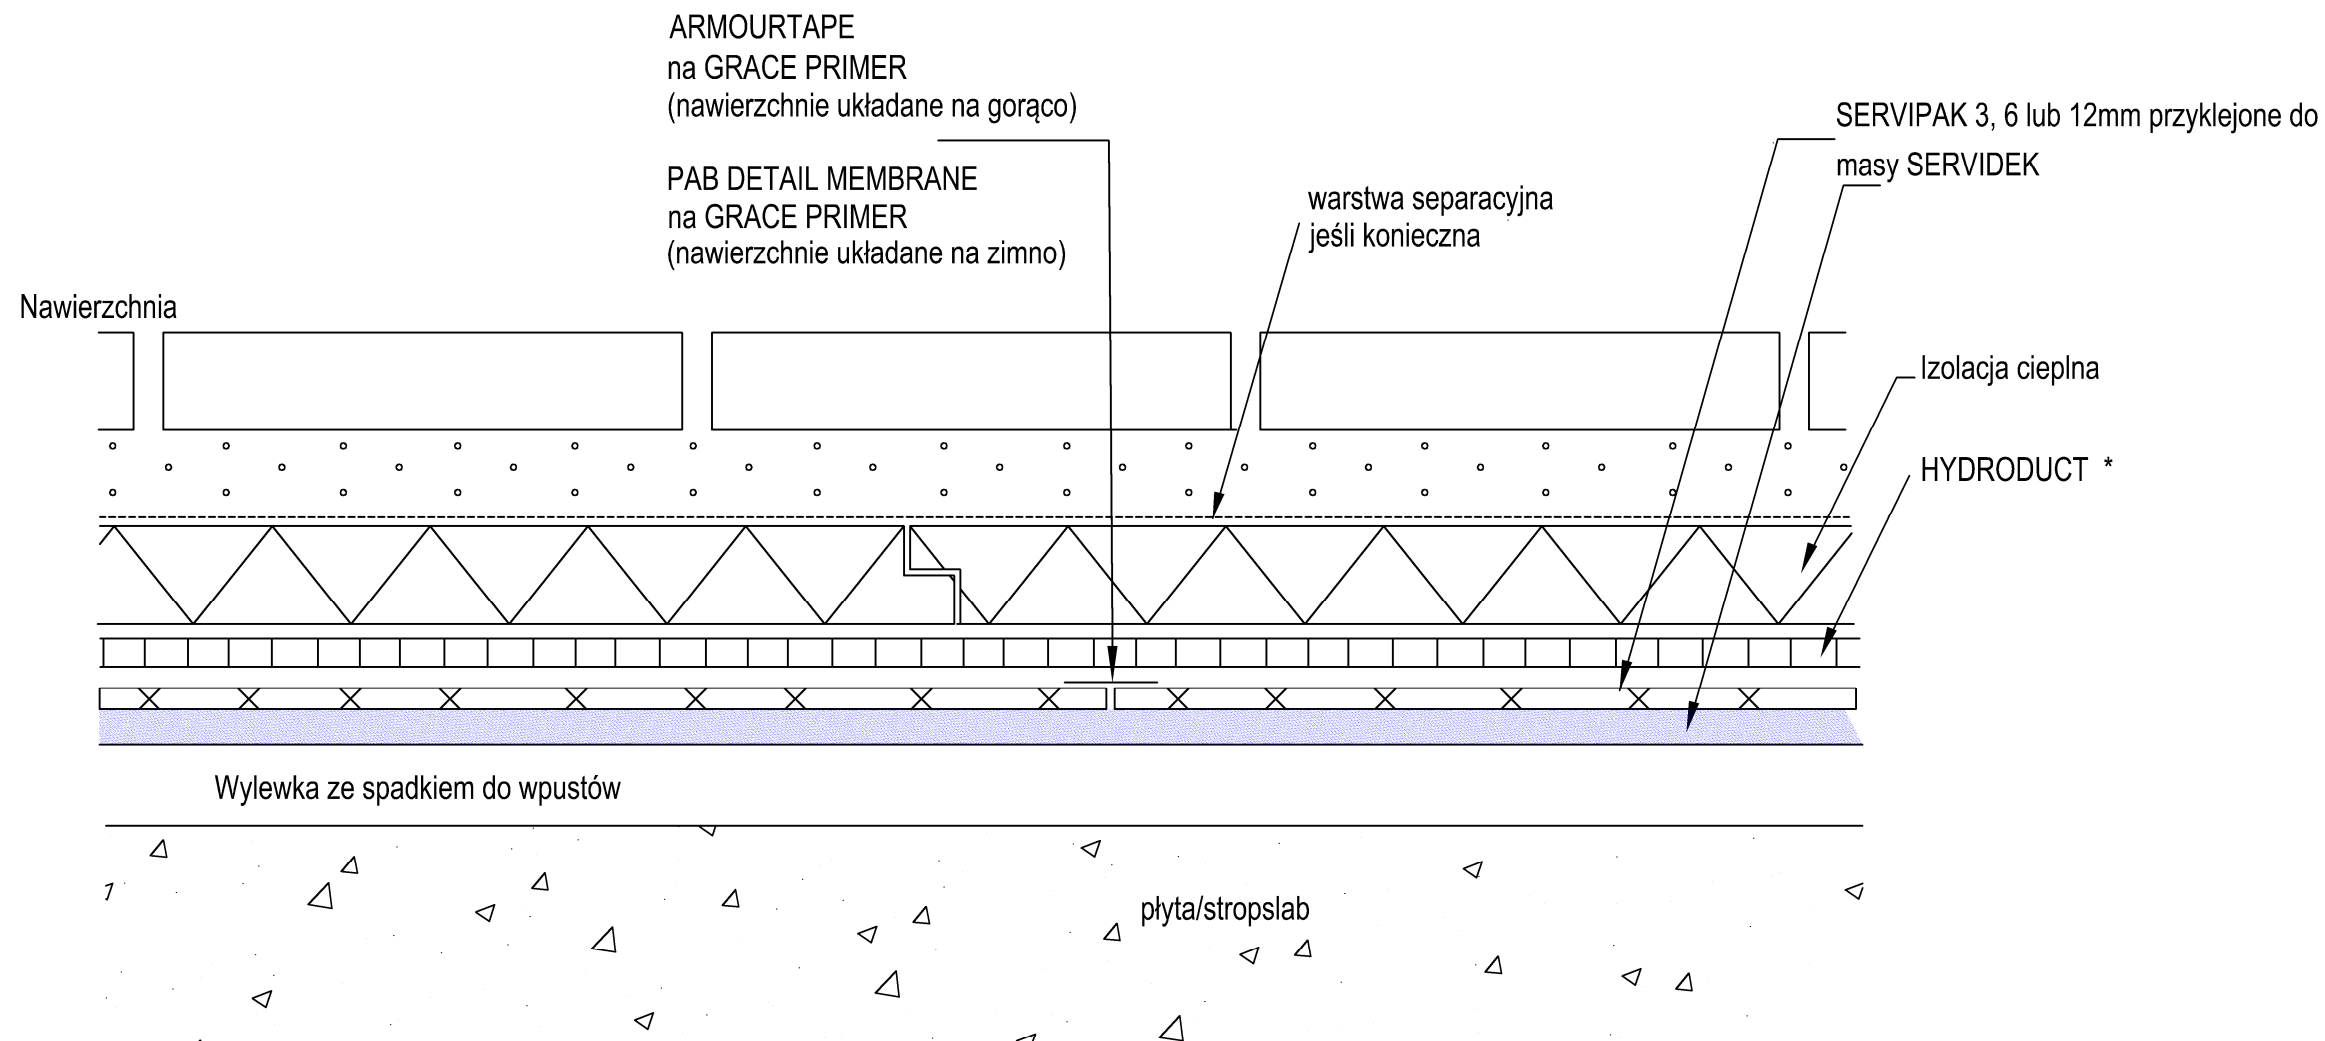 ARMOURTAPE
na GRACE PRIMER
(nawierzchnie układane na gorąco)
PAB DETAIL MEMBRANE
na GRACE PRIMER
(nawierzchnie układane na zimno)
SERVIPAK 3, 6 lub 12mm przyklejone do
masy SERVIDEK
warstwa separacyjna
jeśli konieczna
Nawierzchnia
Izolacja cieplna
HYDRODUCT *
Wylewka ze spadkiem do wpustów
płyta/stropslab